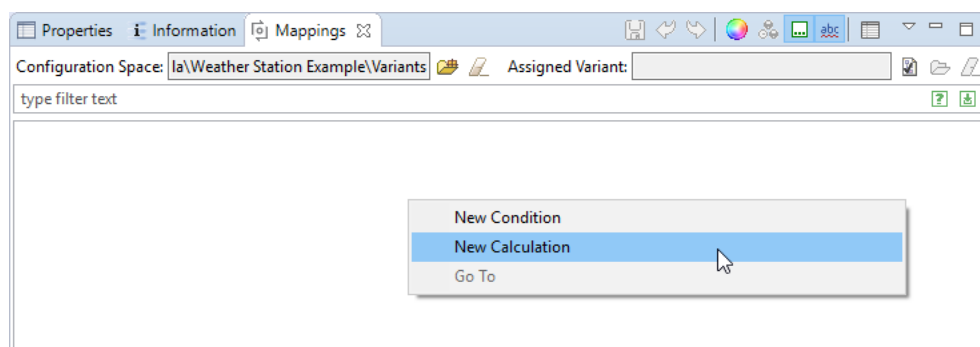 Properties Information Mappings
abc
Configuration Space: la\Weather Station Example\Variants Assigned Variant:
type filter text
New Condition
New Calculation
Go To